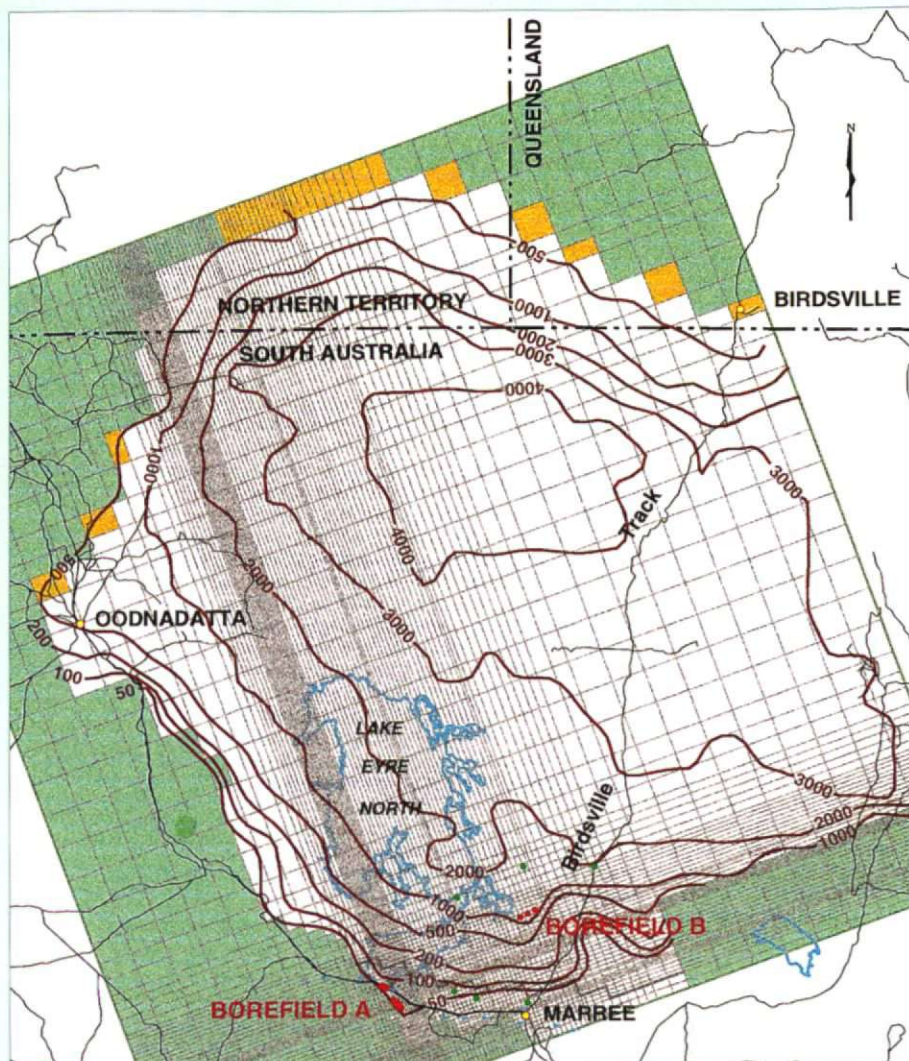 QUEENSLAND
N
500
1000
2000
3000
BIRDSVILLE
NORTHERN TERRITORY
SOUTH AUSTRALIA
4000
1000
3000
Track
4000
500
2000
OODNADATTA
3000
200
100
50
LAKE
EYRE
NORTH
3000
Birdsville
2000
1000
2000
1000
500
BOREFIELD B
200
100
50
BOREFIELD A
MARREE